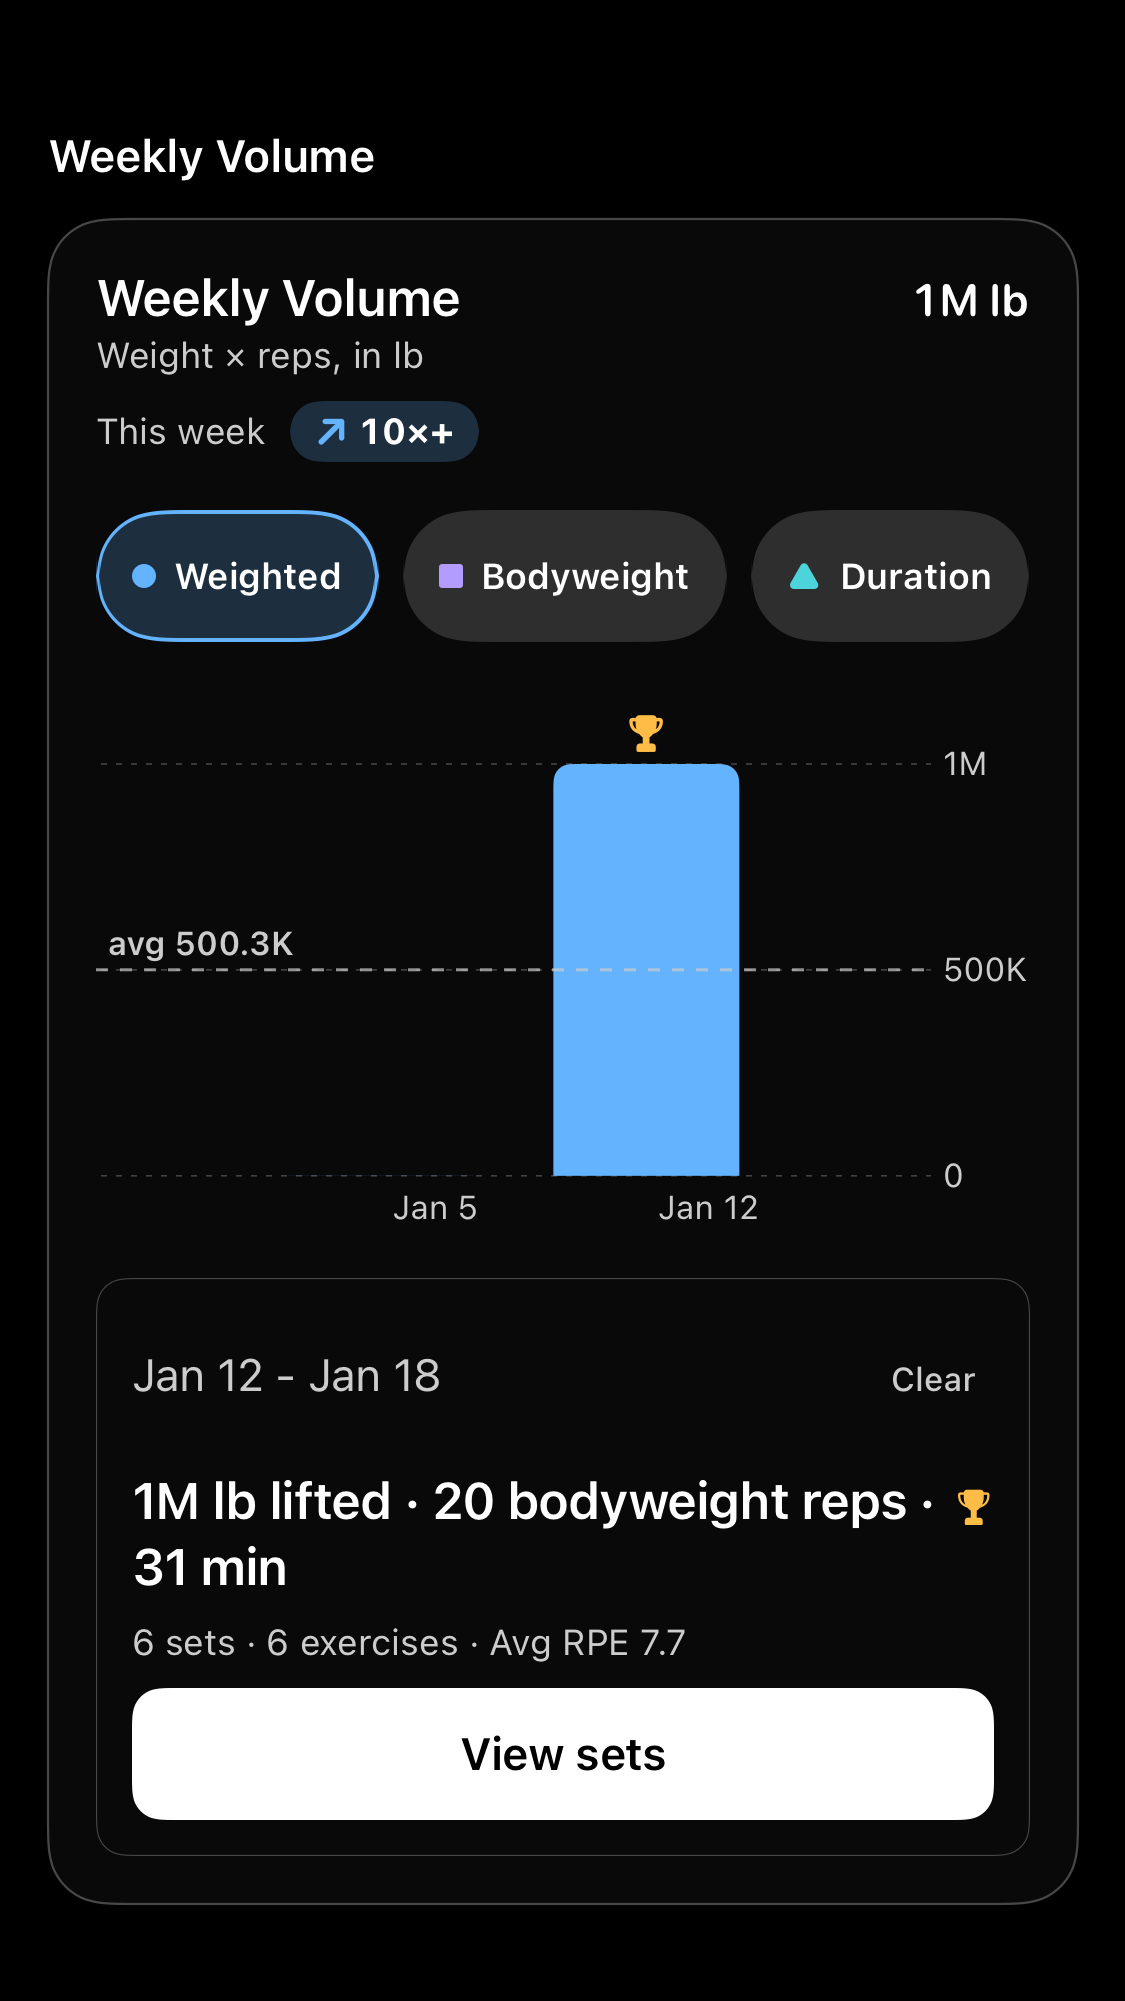 Weekly Volume
Weekly Volume
1M lb
Weight × reps, in lb
This week
10×+
Weighted
Bodyweight
Duration
1M
avg 500.3K
500K
0
Jan 5
Jan 12
Jan 12 - Jan 18
Clear
1M lb lifted · 20 bodyweight reps ·
31 min
6 sets · 6 exercises · Avg RPE 7.7
View sets